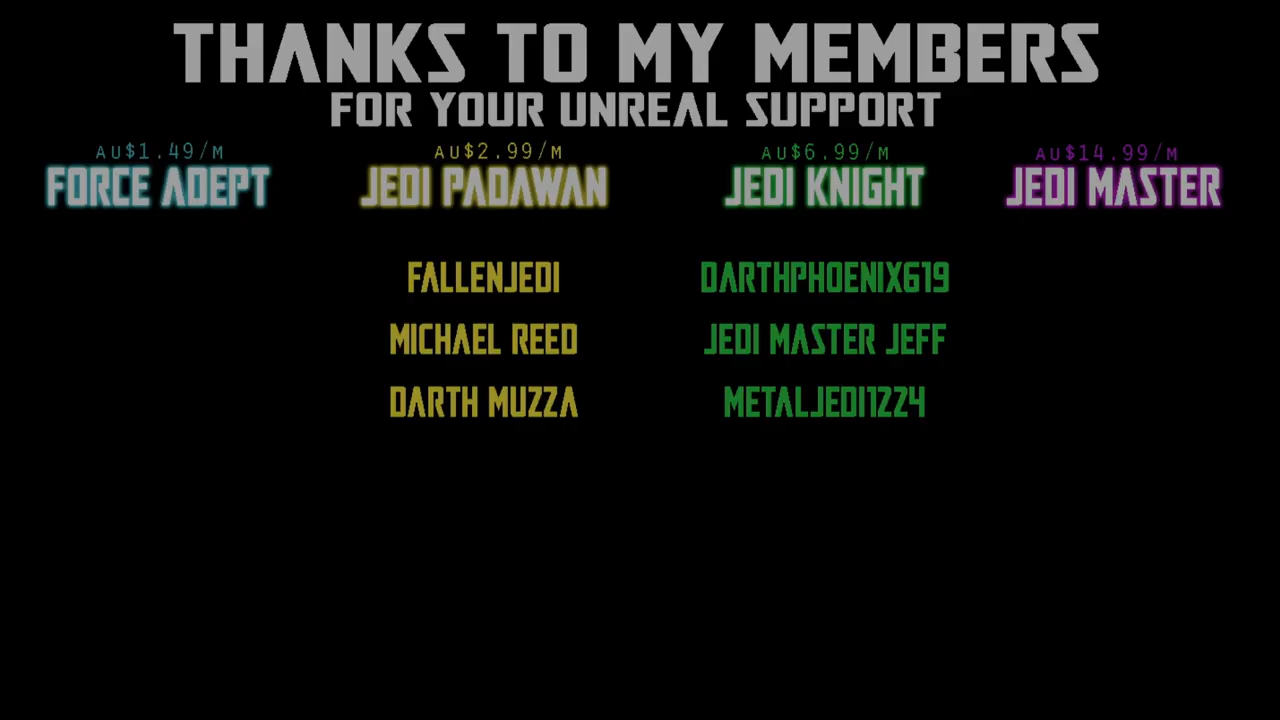 THANKS TO MY MEMBERS
FOR YOUR UNREAL SUPPORT
AU$1.49/M AU$2.99/M AU$6.99/M AU$14.99/M
FORCE ADEPT JEDI PADAWAN JEDI KNIGHT JEDI MASTER
FALLENJEDI DARTHPHOENIX619
MICHAEL REED JEDI MASTER JEFF
DARTH MUZZA METALJEDI1224